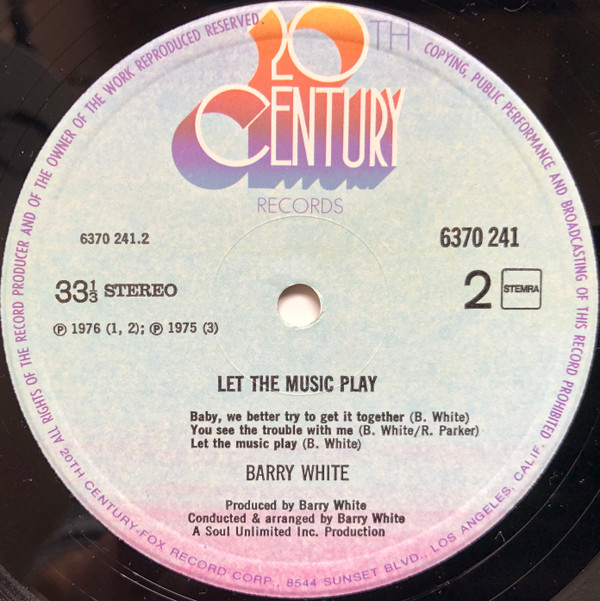 ALL RIGHTS OF THE RECORD PRODUCER AND OF THE OWNER OF THE WORK REPRODUCED RESERVED.
COPYING, PUBLIC PERFORMANCE AND BROADCASTING OF THIS RECORD PROHIBITED
20TH
CENTURY
RECORDS
6370 241.2
6370 241
33⅓ STEREO
2 STEMRA
℗ 1976 (1, 2); ℗ 1975 (3)
LET THE MUSIC PLAY
Baby, we better try to get it together (B. White)
You see the trouble with me (B. White/R. Parker)
Let the music play (B. White)
BARRY WHITE
Produced by Barry White
Conducted & arranged by Barry White
A Soul Unlimited Inc. Production
20TH CENTURY-FOX RECORD CORP., 8544 SUNSET BLVD., LOS ANGELES, CALIF.